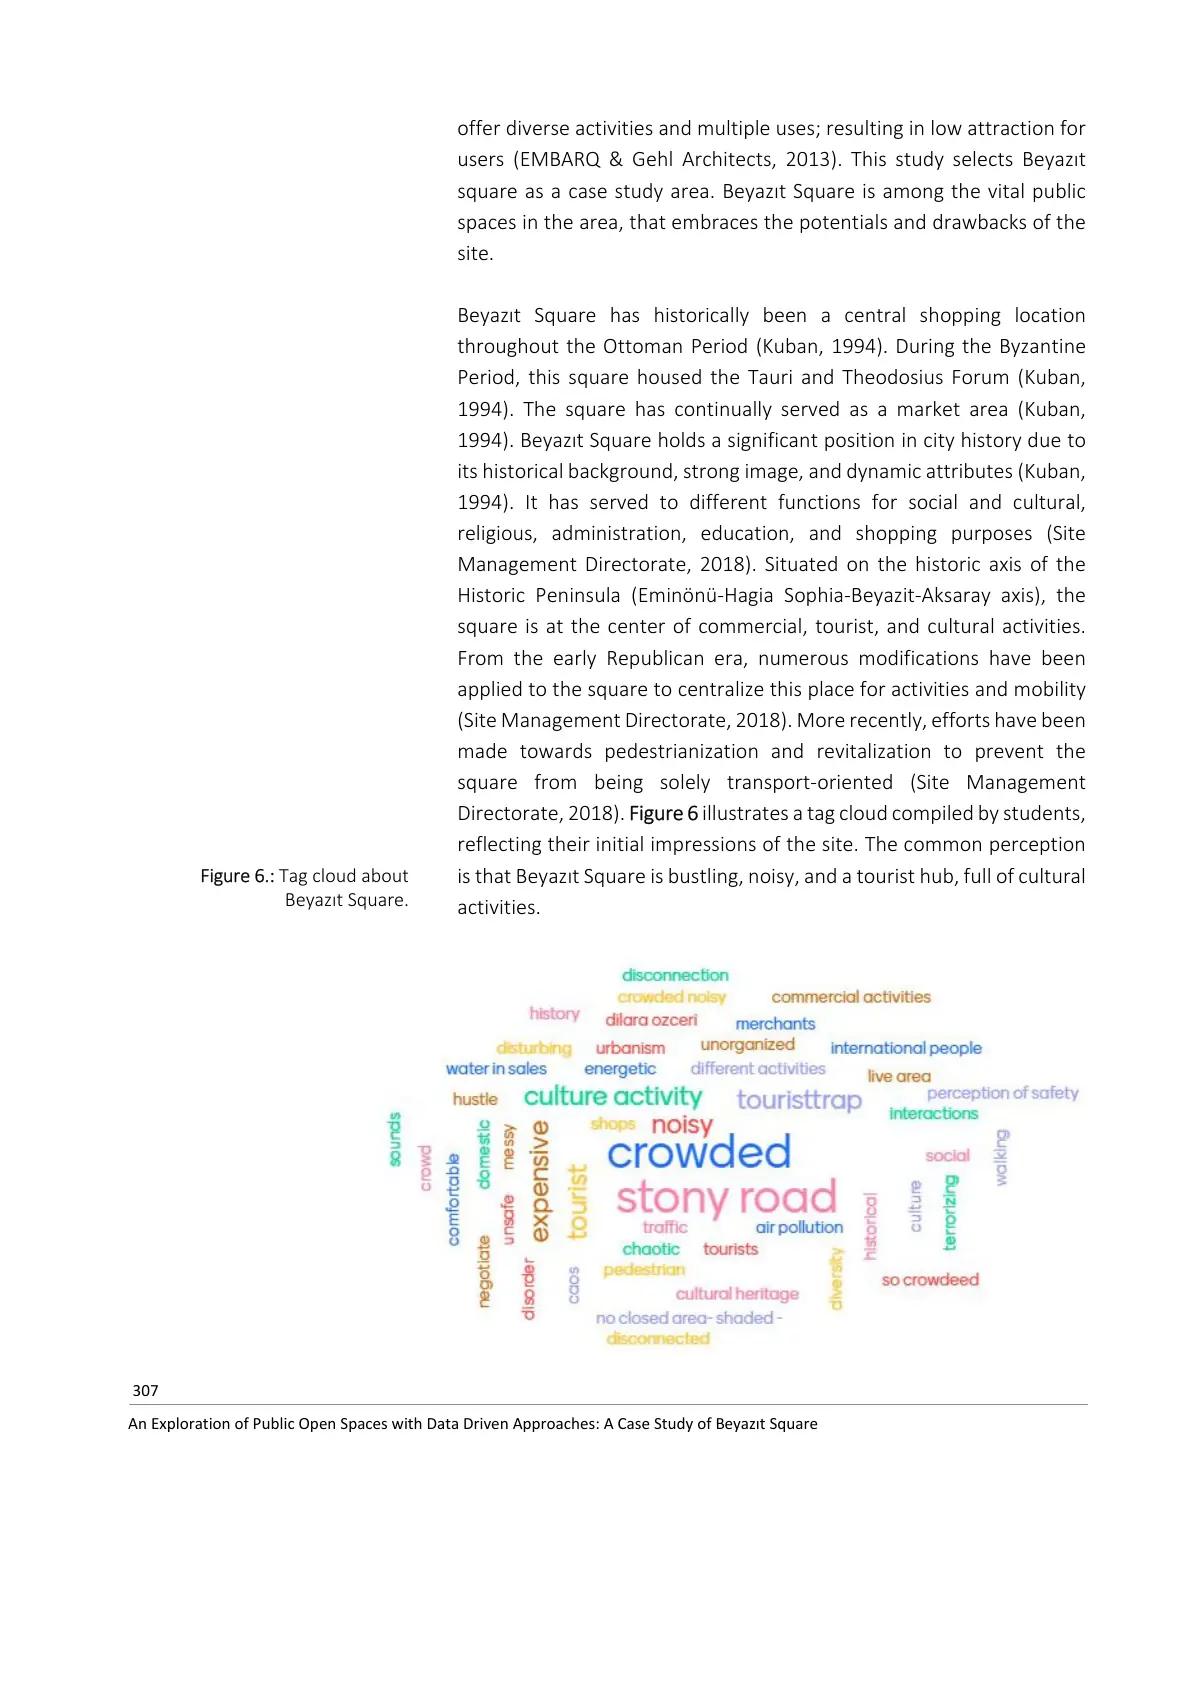 offer diverse activities and multiple uses; resulting in low attraction for
users (EMBARQ & Gehl Architects, 2013). This study selects Beyazıt
square as a case study area. Beyazıt Square is among the vital public
spaces in the area, that embraces the potentials and drawbacks of the
site.
Beyazıt Square has historically been a central shopping location
throughout the Ottoman Period (Kuban, 1994). During the Byzantine
Period, this square housed the Tauri and Theodosius Forum (Kuban,
1994). The square has continually served as a market area (Kuban,
1994). Beyazıt Square holds a significant position in city history due to
its historical background, strong image, and dynamic attributes (Kuban,
1994). It has served to different functions for social and cultural,
religious, administration, education, and shopping purposes (Site
Management Directorate, 2018). Situated on the historic axis of the
Historic Peninsula (Eminönü-Hagia Sophia-Beyazit-Aksaray axis), the
square is at the center of commercial, tourist, and cultural activities.
From the early Republican era, numerous modifications have been
applied to the square to centralize this place for activities and mobility
(Site Management Directorate, 2018). More recently, efforts have been
made towards pedestrianization and revitalization to prevent the
square from being solely transport-oriented (Site Management
Directorate, 2018). Figure 6 illustrates a tag cloud compiled by students,
reflecting their initial impressions of the site. The common perception
is that Beyazıt Square is bustling, noisy, and a tourist hub, full of cultural
activities.
Figure 6.: Tag cloud about
Beyazıt Square.
disconnection
crowded noisy
commercial activities
history
dilara ozceri
merchants
disturbing
urbanism
unorganized
international people
water in sales
energetic
different activities
live area
hustle
culture activity
touristtrap
perception of safety
interactions
shops
noisy
sounds
crowd
comfortable
domestic
messy
expensive
tourist
crowded
social
walking
stony road
unsafe
culture
terrorizing
historical
traffic
air pollution
negotiate
chaotic
tourists
disorder
caos
pedestrian
diversity
so crowdeed
cultural heritage
no closed area- shaded -
disconnected
307
An Exploration of Public Open Spaces with Data Driven Approaches: A Case Study of Beyazıt Square